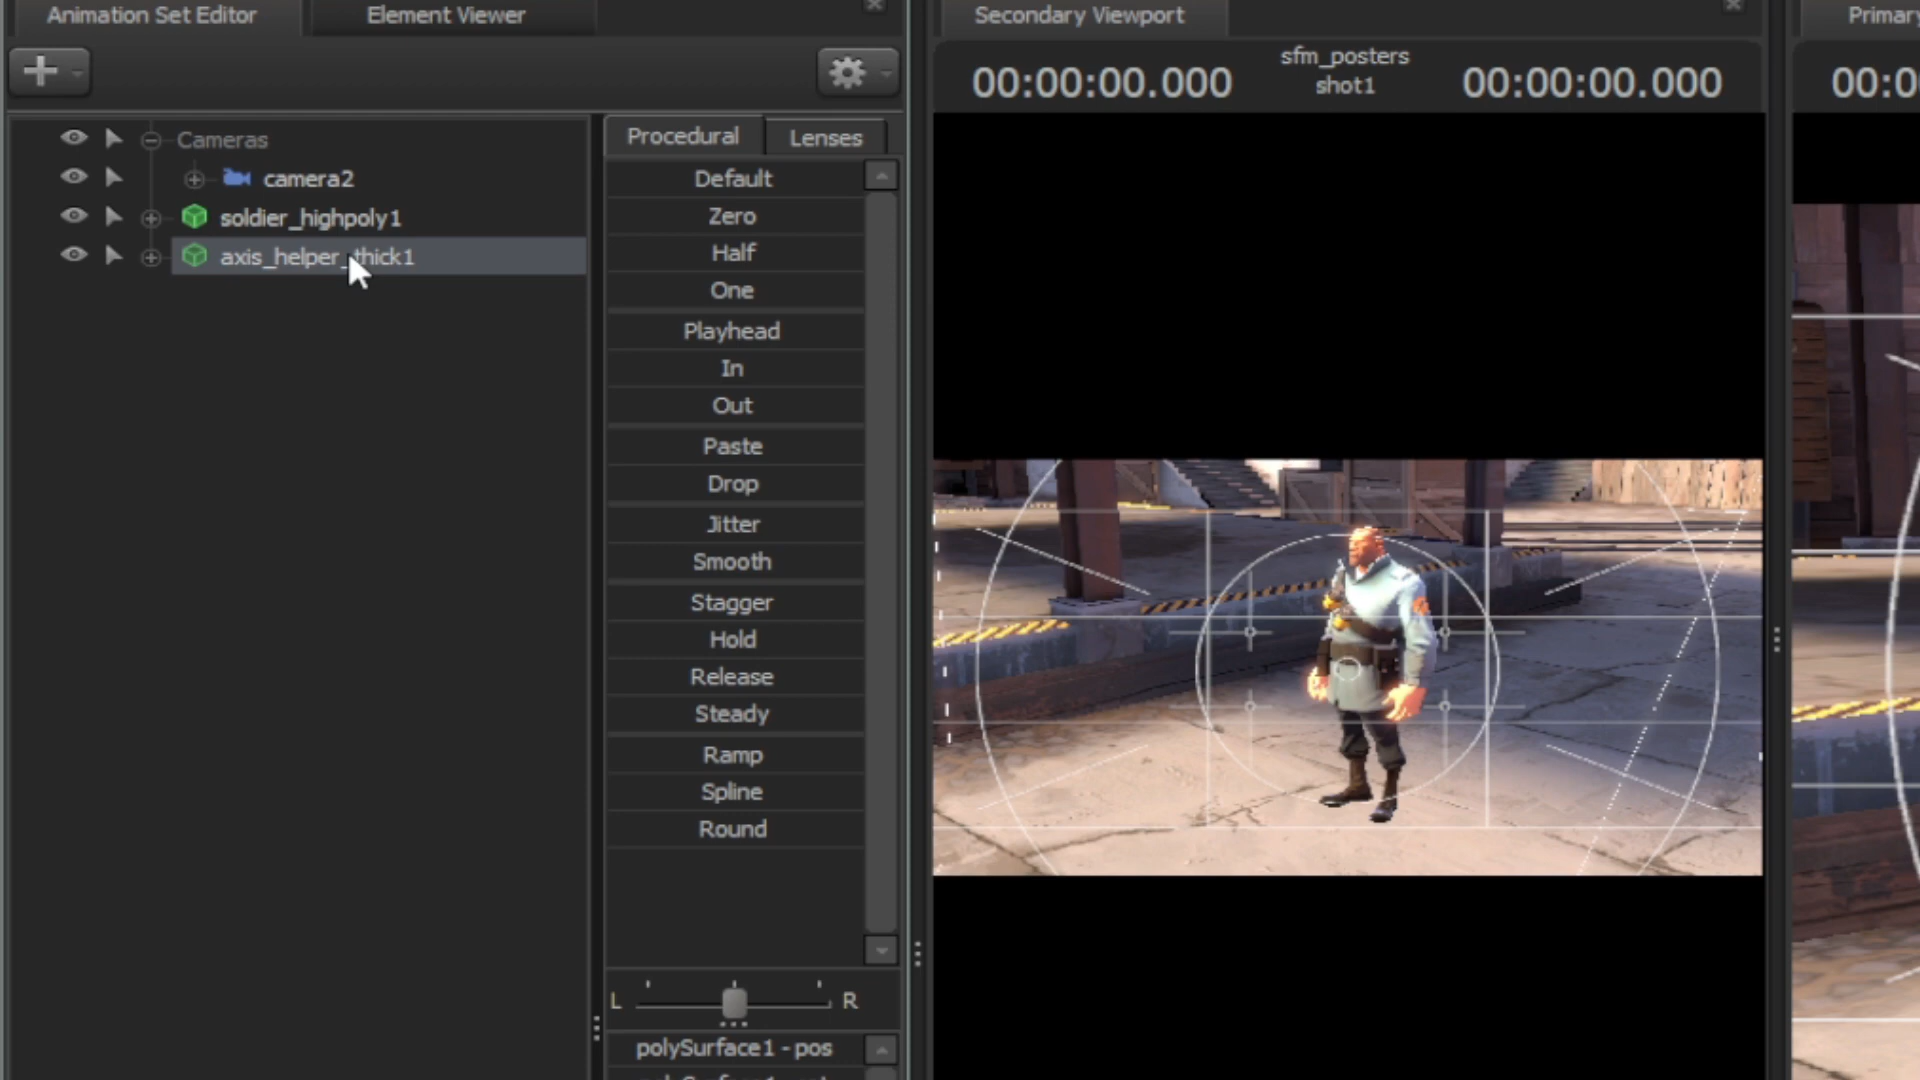 Animation Set Editor
Element Viewer
Secondary Viewport
Primary
00:00:00.000
sfm_posters
shot1
00:00:00.000
00:0
Cameras
camera2
soldier_highpoly1
axis_helper_thick1
Procedural
Lenses
Default
Zero
Half
One
Playhead
In
Out
Paste
Drop
Jitter
Smooth
Stagger
Hold
Release
Steady
Ramp
Spline
Round
L
R
polySurface1 - pos